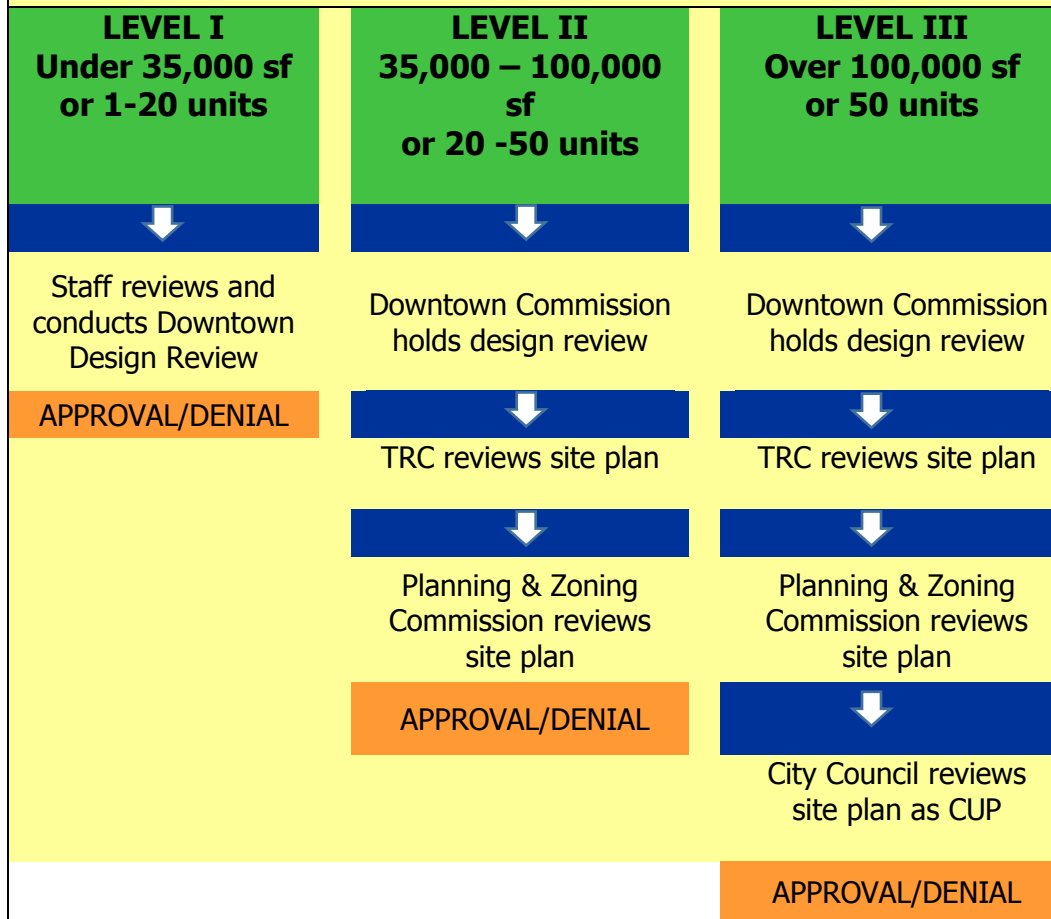 LEVEL I
Under 35,000 sf
or 1-20 units
LEVEL II
35,000 – 100,000
sf
or 20 -50 units
LEVEL III
Over 100,000 sf
or 50 units
Staff reviews and
conducts Downtown
Design Review
APPROVAL/DENIAL
Downtown Commission
holds design review
TRC reviews site plan
Planning & Zoning
Commission reviews
site plan
APPROVAL/DENIAL
Downtown Commission
holds design review
TRC reviews site plan
Planning & Zoning
Commission reviews
site plan
City Council reviews
site plan as CUP
APPROVAL/DENIAL